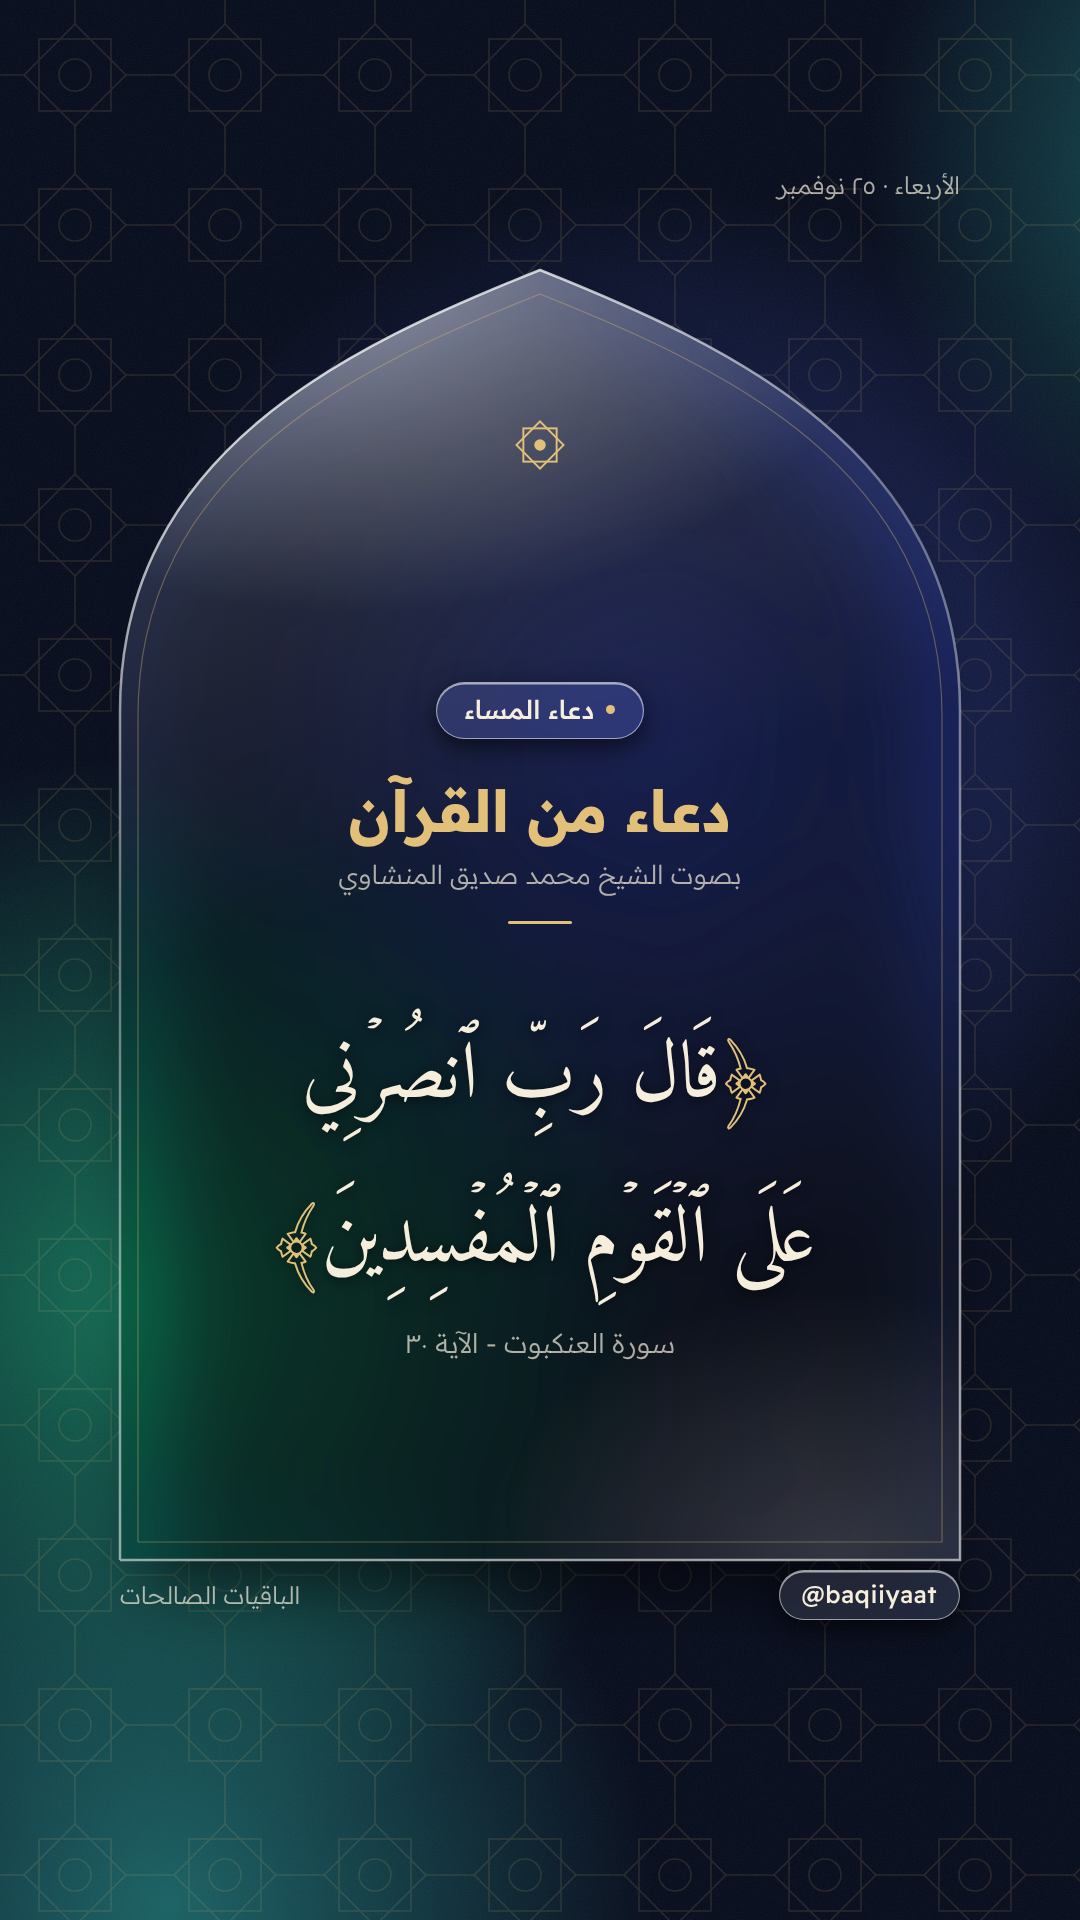 الأربعاء · ٢٥ نوفمبر
دعاء المساء
دعاء من القرآن
بصوت الشيخ محمد صديق المنشاوي
﴿قَالَ رَبِّ ٱنصُرۡنِي
عَلَى ٱلۡقَوۡمِ ٱلۡمُفۡسِدِينَ﴾
سورة العنكبوت - الآية ٣٠
@baqiiyaat
الباقيات الصالحات